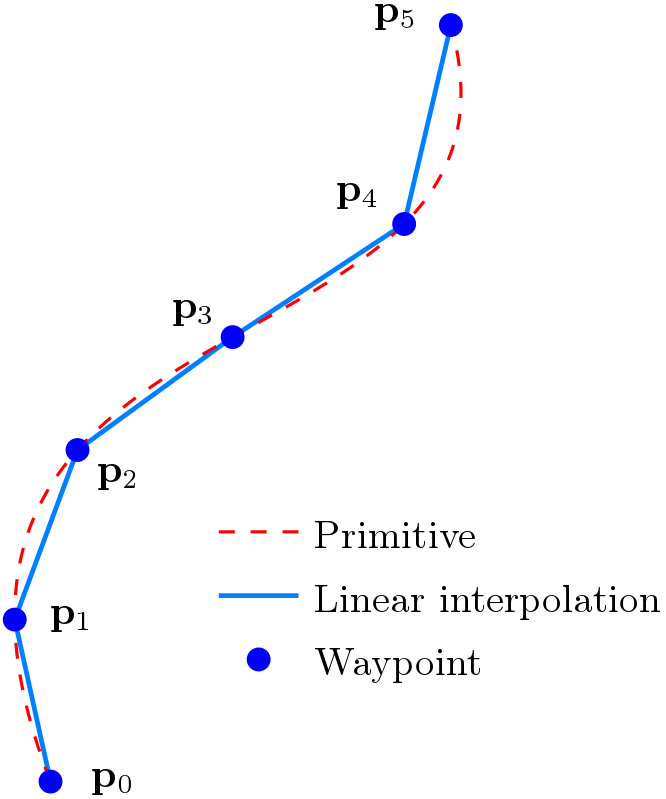 p₅
p₄
p₃
p₂
p₁
p₀
Primitive
Linear interpolation
Waypoint